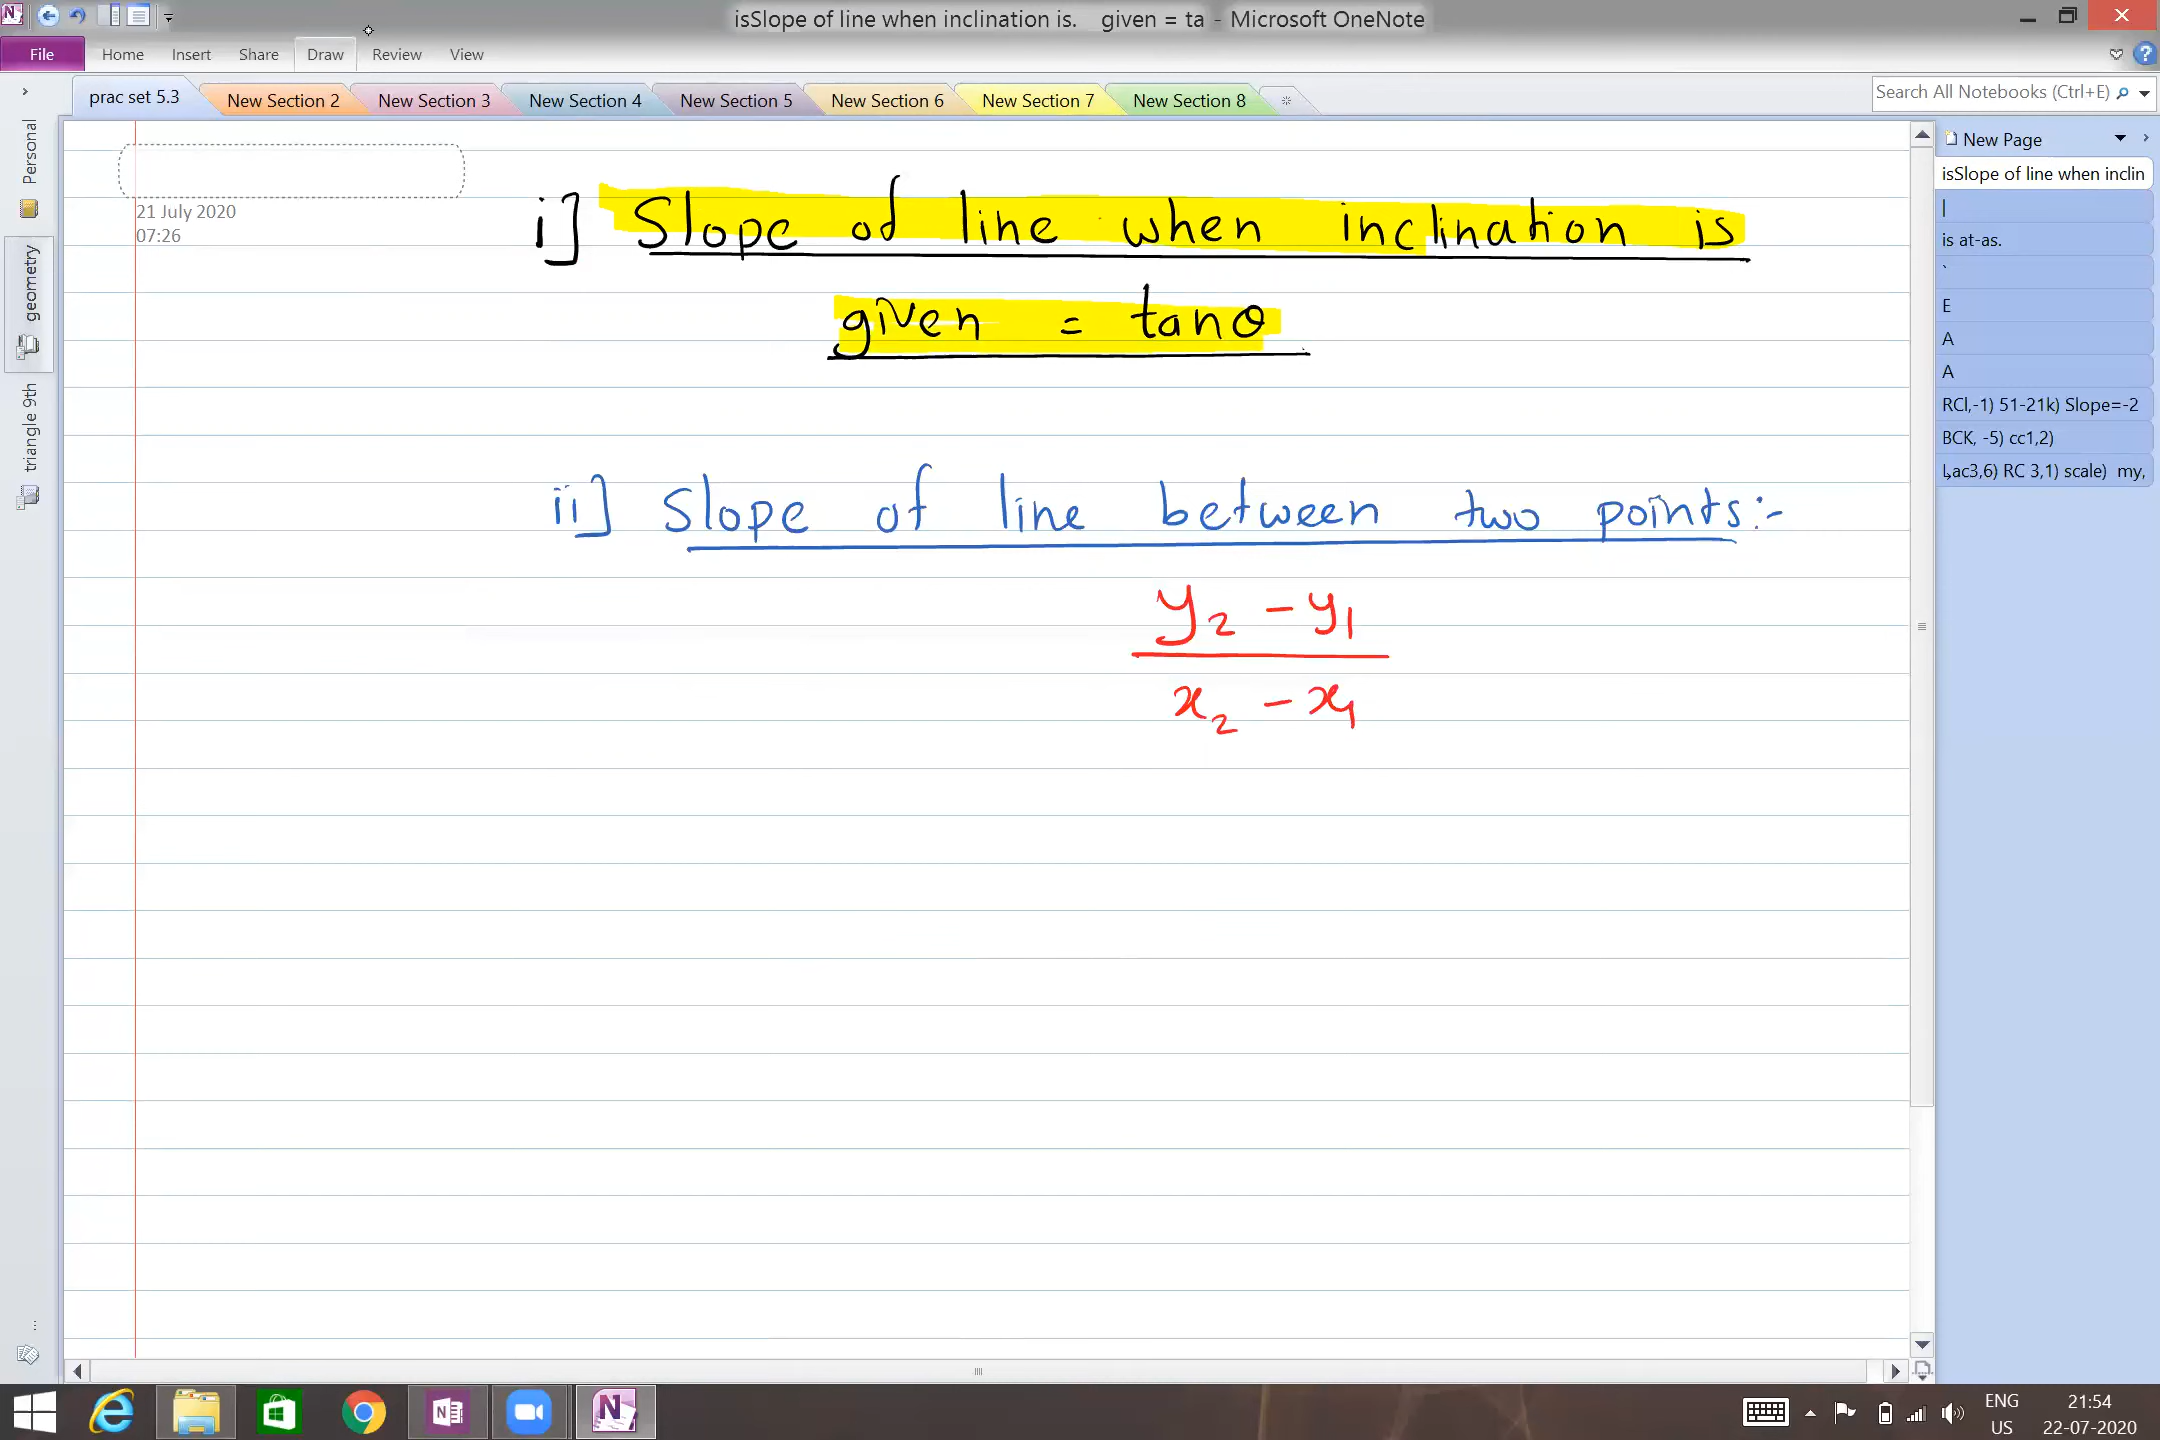 isSlope of line when inclination is. given = ta - Microsoft OneNote
File Home Insert Share Draw Review View
prac set 5.3 New Section 2 New Section 3 New Section 4 New Section 5 New Section 6 New Section 7 New Section 8
Search All Notebooks (Ctrl+E)
Personal
geometry
triangle 9th
21 July 2020
07:26
i] Slope of line when inclination is
given = tanθ
ii] Slope of line between two points:-
y2 - y1
x2 - x1
New Page
isSlope of line when inclin
is at-as.
`
E
A
A
RCl,-1) 51-21k) Slope=-2
BCK, -5) cc1,2)
l,ac3,6) RC 3,1) scale) my,
ENG
US
21:54
22-07-2020